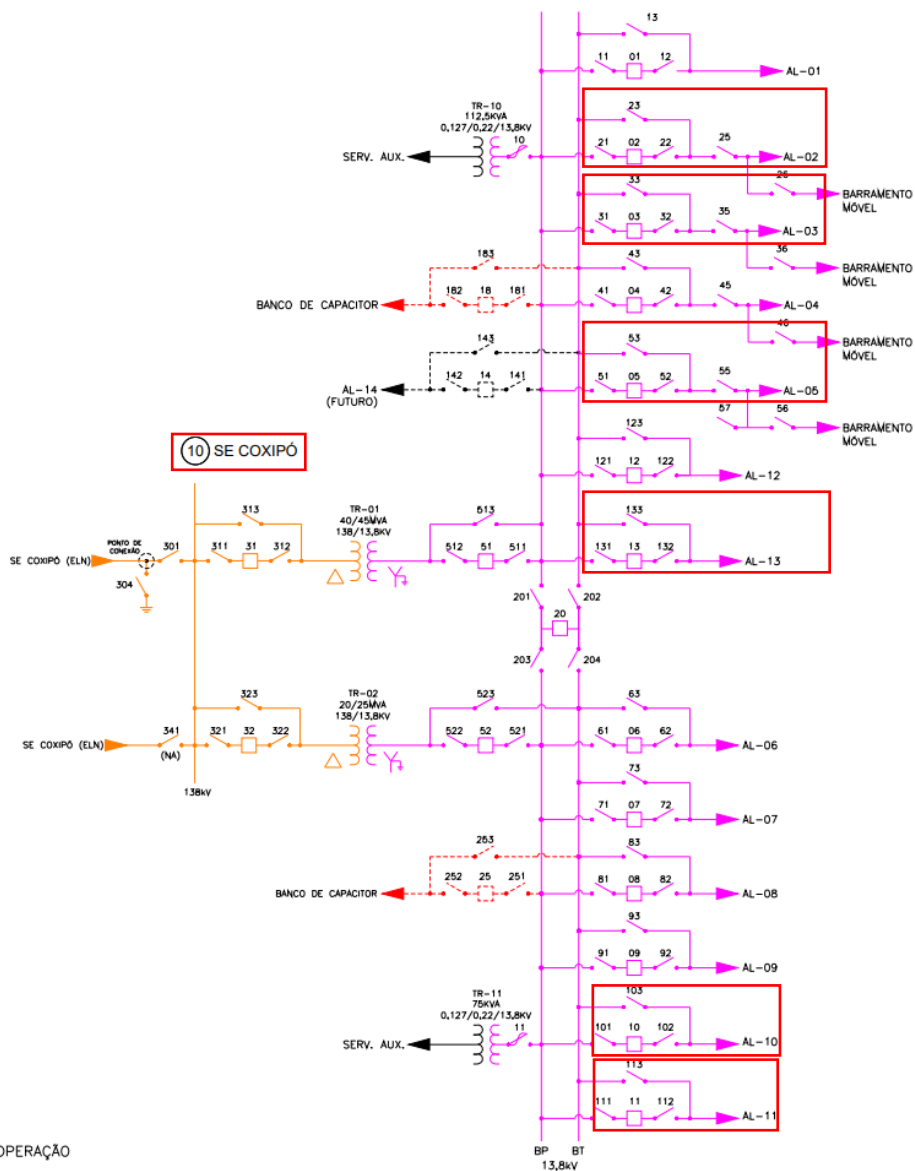 13
11 01 12
AL-01
TR-10
112,5KVA
0,127/0,22/13,8KV
10
SERV. AUX.
23
21 02 22
25
AL-02
BARRAMENTO
MÓVEL
33
31 03 32
35
AL-03
36
BARRAMENTO
MÓVEL
183
182 18 181
BANCO DE CAPACITOR
43
41 04 42
45
AL-04
46
BARRAMENTO
MÓVEL
143
142 14 141
AL-14
(FUTURO)
53
51 05 52
55
AL-05
57 56
BARRAMENTO
MÓVEL
123
121 12 122
AL-12
10 SE COXIPÓ
PONTO DE
CONEXÃO
301
304
SE COXIPÓ (ELN)
313
311 31 312
TR-01
40/45MVA
138/13,8KV
513
512 51 511
133
131 13 132
AL-13
201 202
20
203 204
SE COXIPÓ (ELN)
341
(NA)
323
321 32 322
TR-02
20/25MVA
138/13,8KV
523
522 52 521
63
61 06 62
AL-06
138kV
73
71 07 72
AL-07
253
252 25 251
BANCO DE CAPACITOR
83
81 08 82
AL-08
93
91 09 92
AL-09
TR-11
75KVA
0,127/0,22/13,8KV
11
SERV. AUX.
103
101 10 102
AL-10
113
111 11 112
AL-11
OPERAÇÃO
BP BT
13,8kV